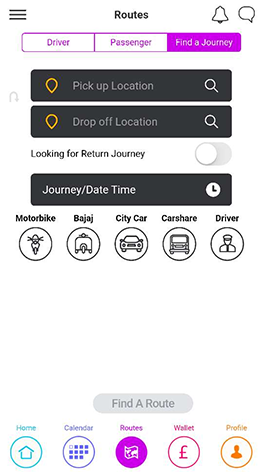 Routes
Driver Passenger Find a Journey
Pick up Location
Drop off Location
Looking for Return Journey
Journey/Date Time
Motorbike Bajaj City Car Carshare Driver
Find A Route
Home Calendar Routes Wallet Profile
£